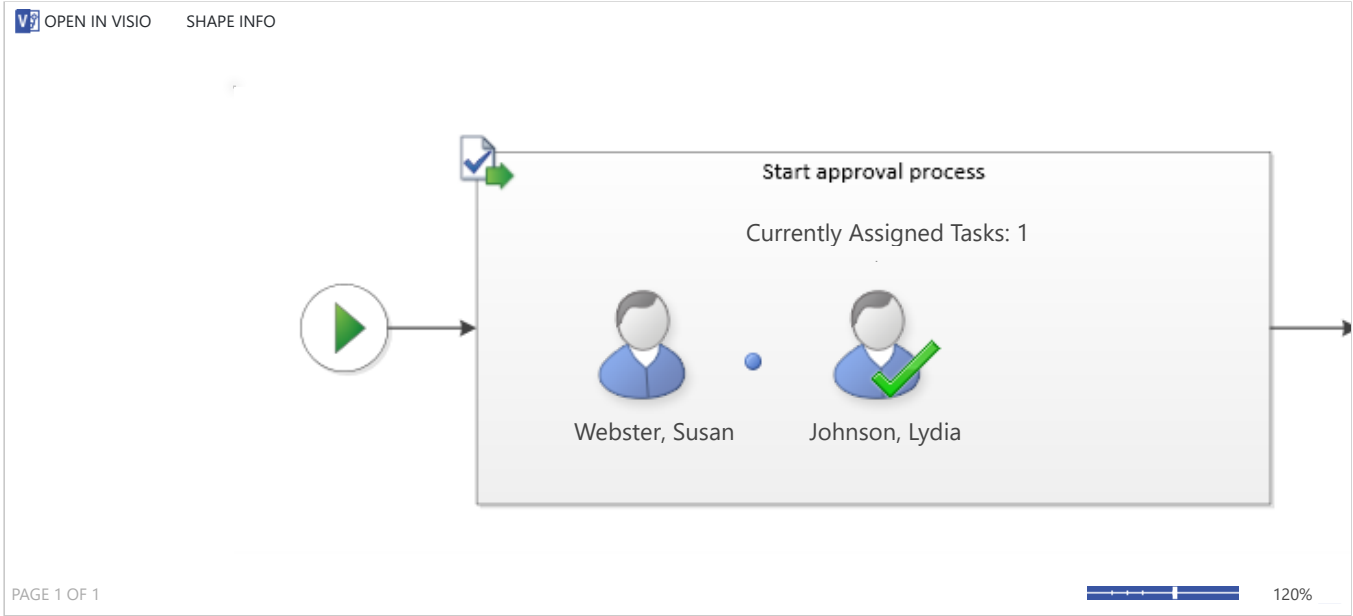 OPEN IN VISIO SHAPE INFO
Start approval process
Currently Assigned Tasks: 1
Webster, Susan Johnson, Lydia
PAGE 1 OF 1 120%